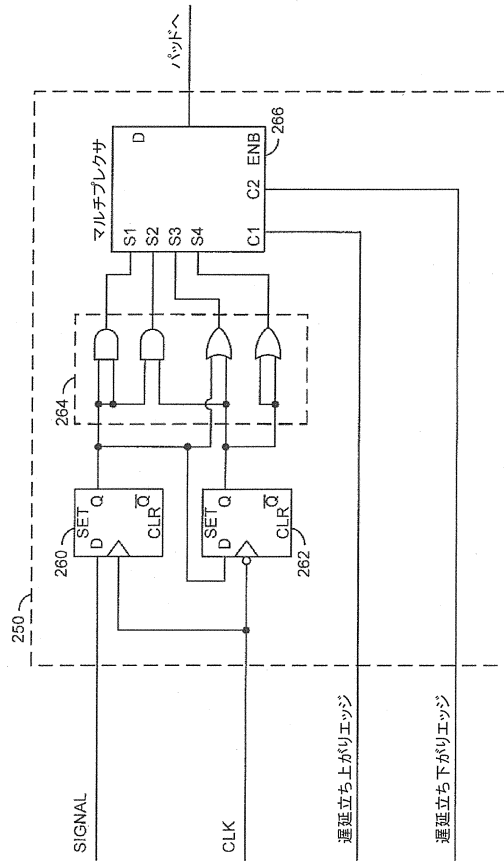 250
SIGNAL
CLK
遅延立ち上がりエッジ
遅延立ち下がりエッジ
260
SET
D
Q
Q
CLR
262
SET
D
Q
Q
CLR
264
マルチプレクサ
S1
S2
S3
S4
D
C1
C2
ENB
266
パッドへ